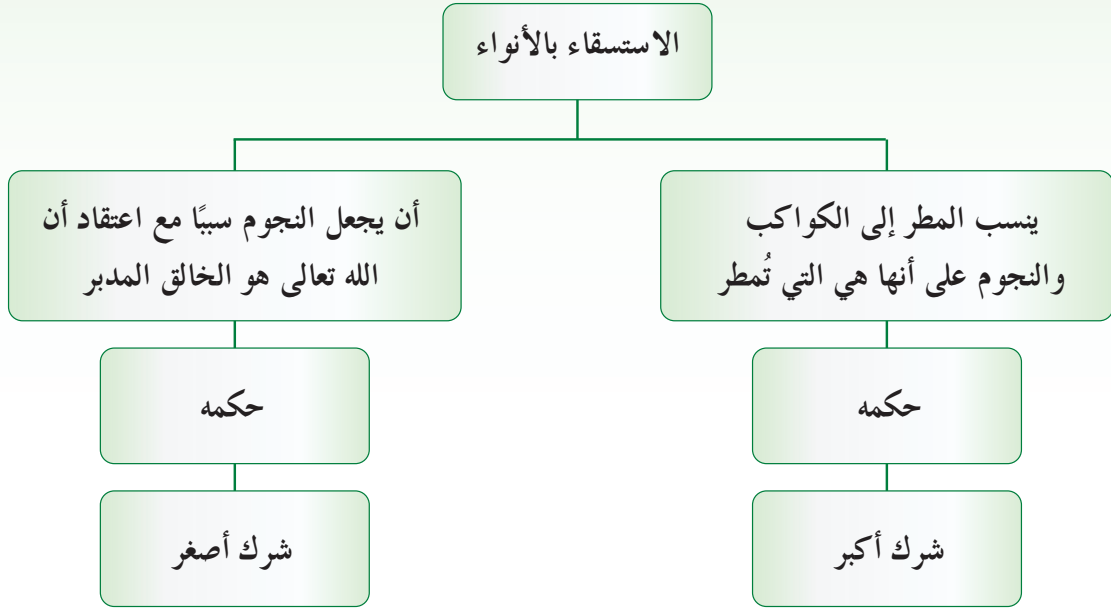 الاستسقاء بالأنواء
ينسب المطر إلى الكواكب
والنجوم على أنها هي التي تُمطر
أن يجعل النجوم سببًا مع اعتقاد أن
الله تعالى هو الخالق المدبر
حكمه
حكمه
شرك أكبر
شرك أصغر